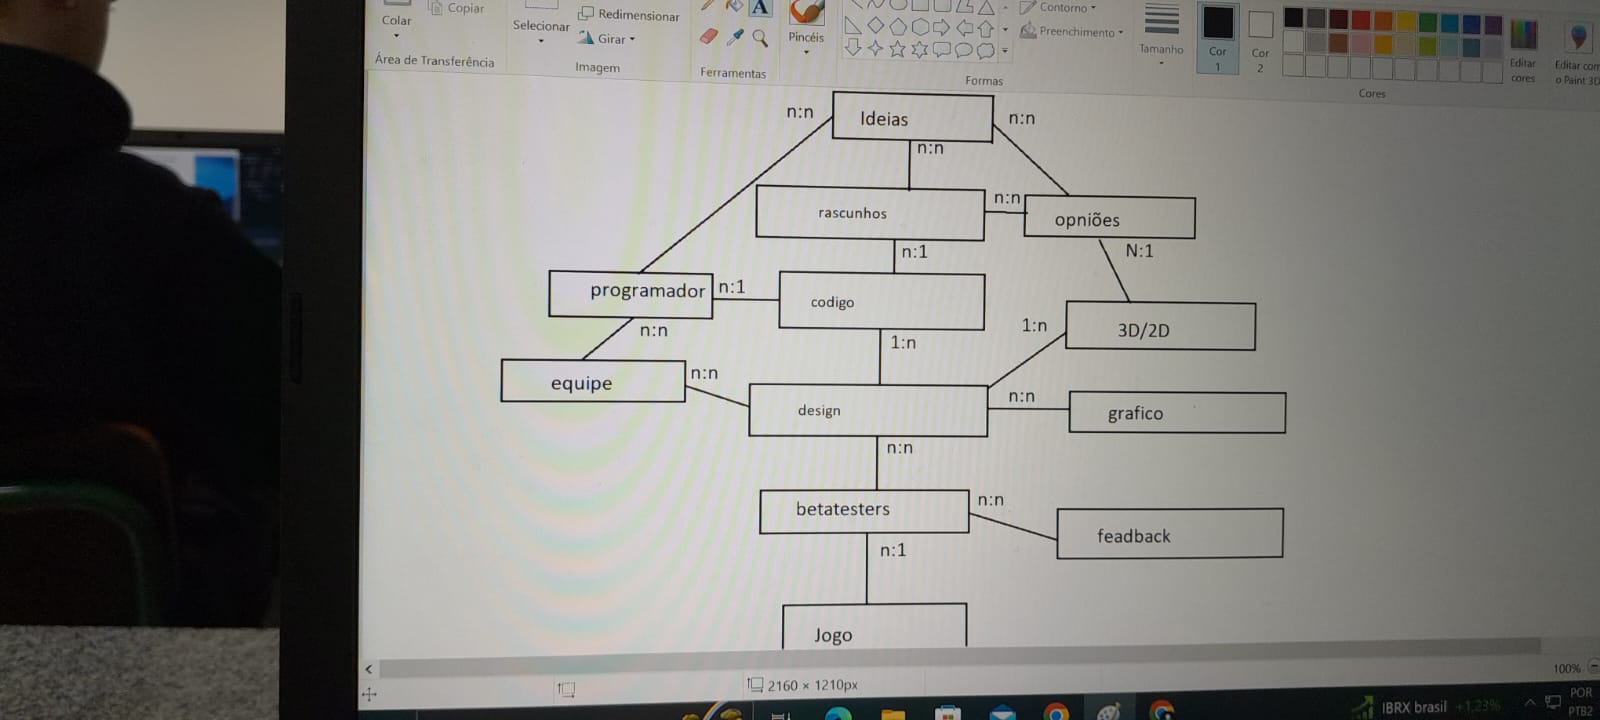 Colar
Copiar
Área de Transferência
Selecionar
Redimensionar
Girar
Imagem
A
Ferramentas
Pincéis
Contorno
Preenchimento
Formas
Tamanho
Cor
1
Cor
2
Cores
Editar
cores
Editar com
o Paint 3D
n:n
Ideias
n:n
n:n
rascunhos
n:n
opniões
n:1
N:1
programador
n:1
codigo
n:n
1:n
1:n
3D/2D
equipe
n:n
design
n:n
grafico
n:n
betatesters
n:n
feadback
n:1
Jogo
2160 × 1210px
100%
IBRX brasil +1,23%
POR
PTB2